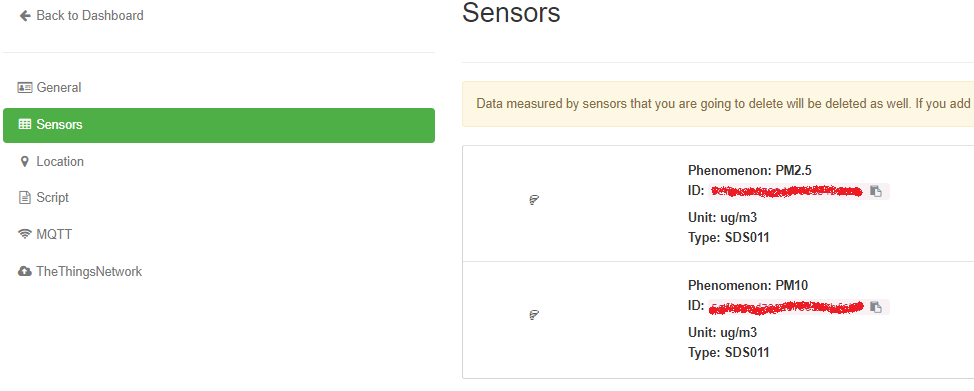 Back to Dashboard
Sensors
General
Sensors
Location
Script
MQTT
TheThingsNetwork
Data measured by sensors that you are going to delete will be deleted as well. If you add
Phenomenon: PM2.5
ID:
Unit: ug/m3
Type: SDS011
Phenomenon: PM10
ID:
Unit: ug/m3
Type: SDS011